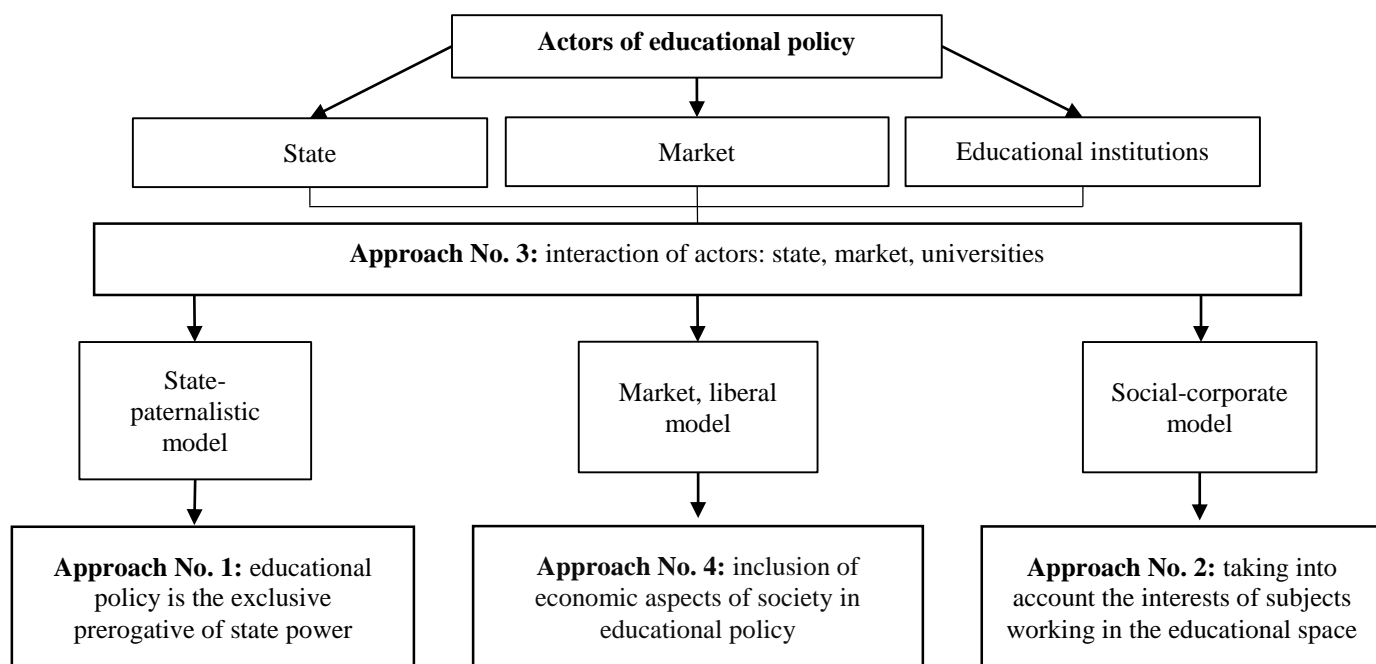 Actors of educational policy
State
Market
Educational institutions
Approach No. 3: interaction of actors: state, market, universities
State-
paternalistic
model
Market, liberal
model
Social-corporate
model
Approach No. 1: educational
policy is the exclusive
prerogative of state power
Approach No. 4: inclusion of
economic aspects of society in
educational policy
Approach No. 2: taking into
account the interests of subjects
working in the educational space